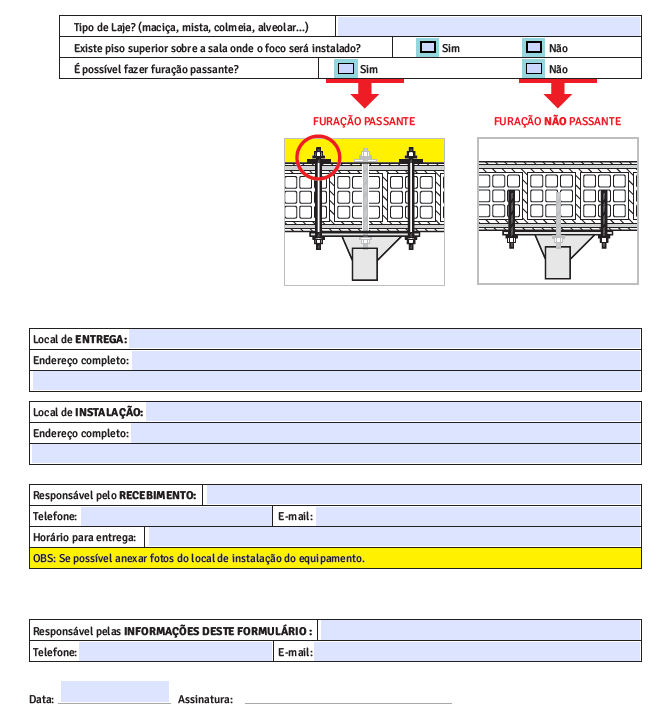 Tipo de Laje? (maciça, mista, colmeia, alveolar...)
Existe piso superior sobre a sala onde o foco será instalado? Sim Não
É possível fazer furação passante? Sim Não
FURAÇÃO PASSANTE FURAÇÃO NÃO PASSANTE
Local de ENTREGA:
Endereço completo:
Local de INSTALAÇÃO:
Endereço completo:
Responsável pelo RECEBIMENTO:
Telefone: E-mail:
Horário para entrega:
OBS: Se possível anexar fotos do local de instalação do equipamento.
Responsável pelas INFORMAÇÕES DESTE FORMULÁRIO :
Telefone: E-mail:
Data: Assinatura: